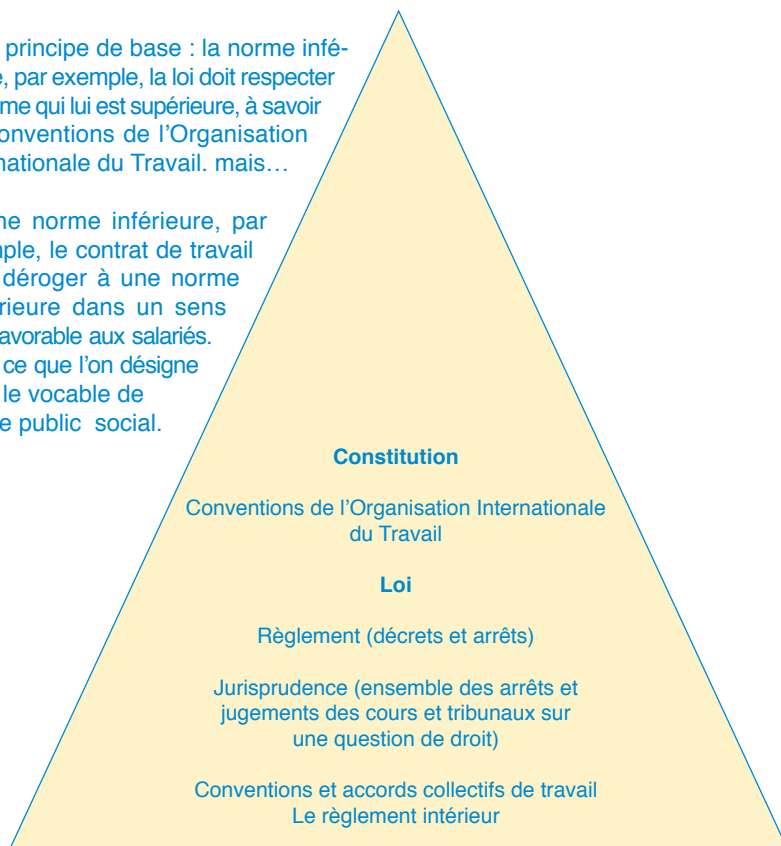 principe de base : la norme infé-
, par exemple, la loi doit respecter
me qui lui est supérieure, à savoir
onventions de l’Organisation
nationale du Travail. mais…
ne norme inférieure, par
mple, le contrat de travail
déroger à une norme
rieure dans un sens
avorable aux salariés.
ce que l’on désigne
le vocable de
e public social.
Constitution
Conventions de l’Organisation Internationale
du Travail
Loi
Règlement (décrets et arrêts)
Jurisprudence (ensemble des arrêts et
jugements des cours et tribunaux sur
une question de droit)
Conventions et accords collectifs de travail
Le règlement intérieur